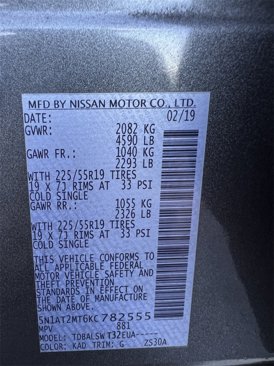 MFD BY NISSAN MOTOR CO., LTD.
DATE: 02/19
GVWR: 2082 KG
4590 LB
GAWR FR.: 1040 KG
2293 LB
WITH 225/55R19 TIRES
19 X 7J RIMS AT 33 PSI
COLD SINGLE
GAWR RR.: 1055 KG
2326 LB
WITH 225/55R19 TIRES
19 X 7J RIMS AT 33 PSI
COLD SINGLE
THIS VEHICLE CONFORMS TO
ALL APPLICABLE FEDERAL
MOTOR VEHICLE SAFETY AND
THEFT PREVENTION
STANDARDS IN EFFECT ON
THE DATE OF MANUFACTURE
SHOWN ABOVE.
5N1AT2MT6KC782555
MPV 881
MODEL: TDBALSWT32EUA-----
COLOR: KAD TRIM: G ZS30A